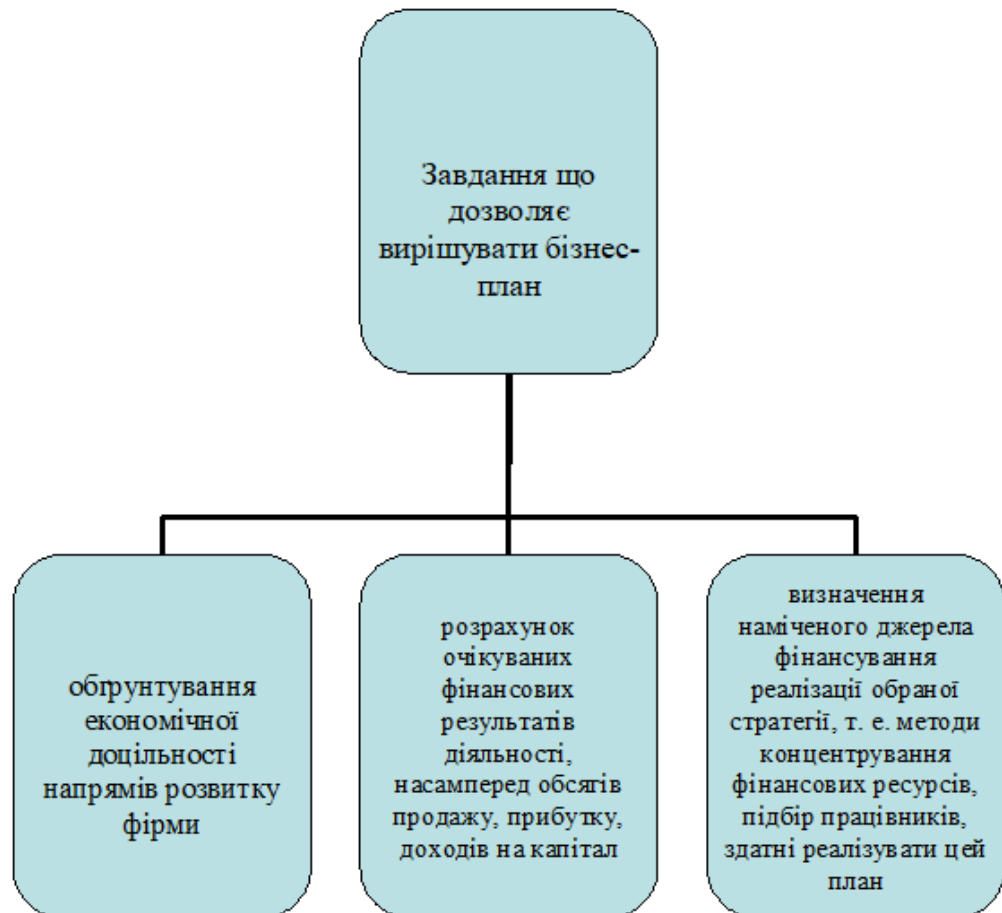 Завдання що
дозволяє
вирішувати бізнес-
план
обґрунтування
економічної
доцільності
напрямів розвитку
фірми
розрахунок
очікуваних
фінансових
результатів
діяльності,
насамперед обсягів
продажу, прибутку,
доходів на капітал
визначення
наміченого джерела
фінансування
реалізації обраної
стратегії, т. е. методи
концентрування
фінансових ресурсів,
підбір працівників,
здатні реалізувати цей
план